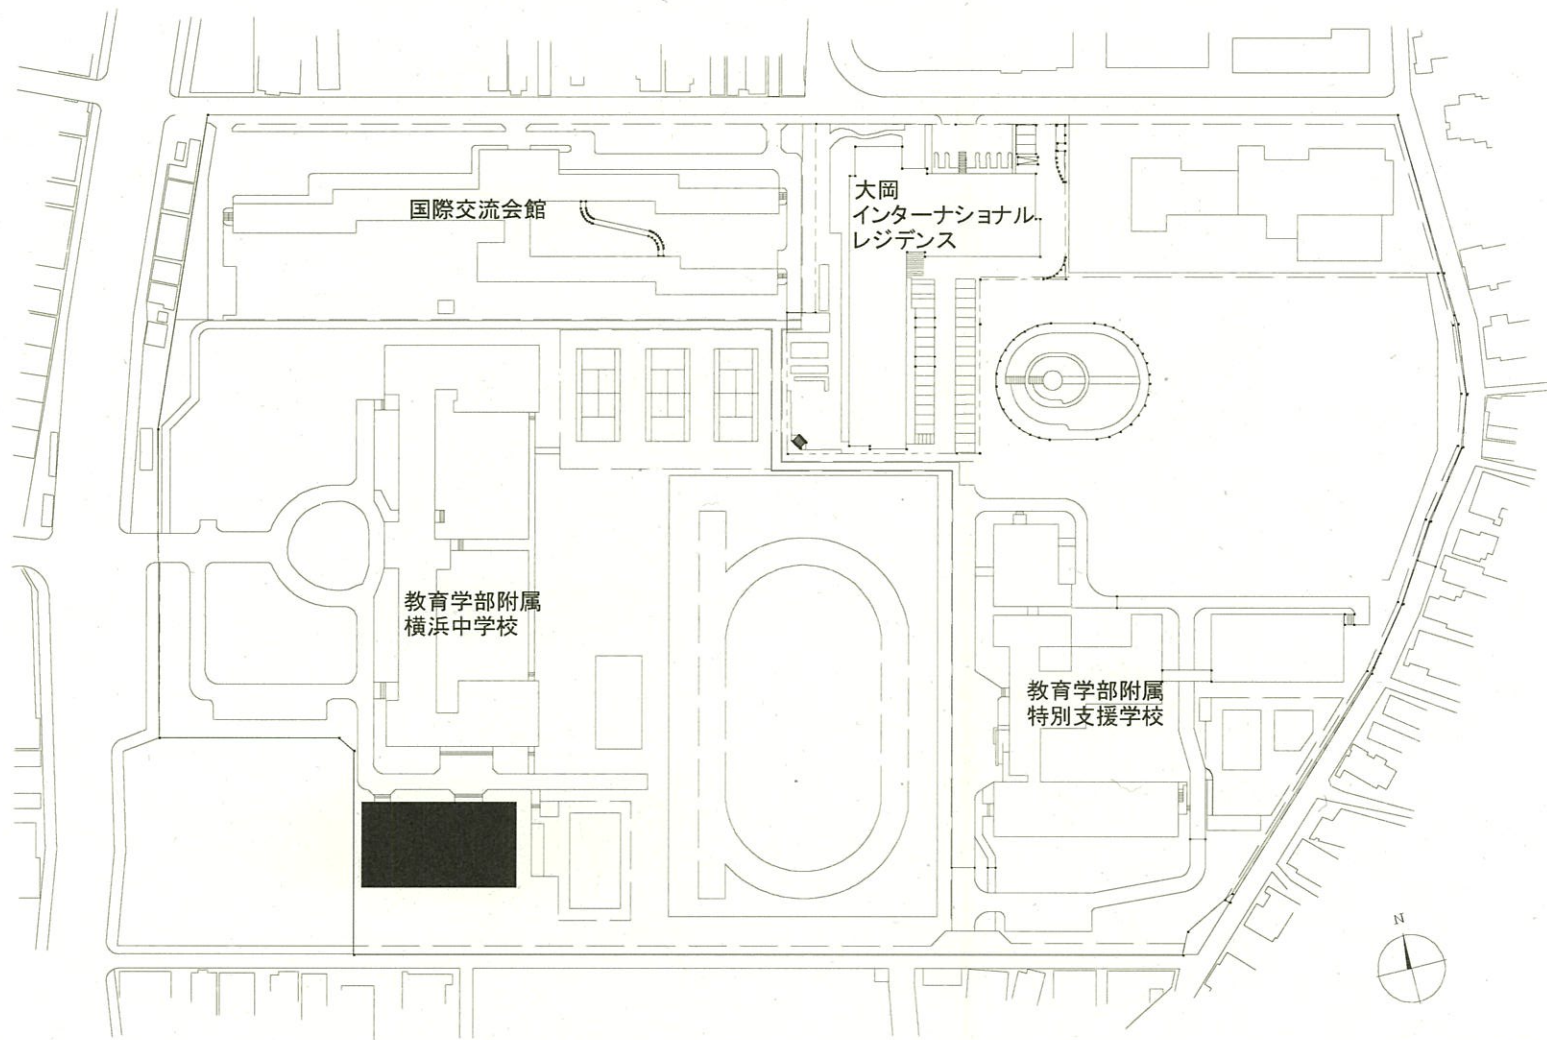 国際交流会館
大岡
インターナショナル
レジデンス
教育学部附属
横浜中学校
教育学部附属
特別支援学校
N